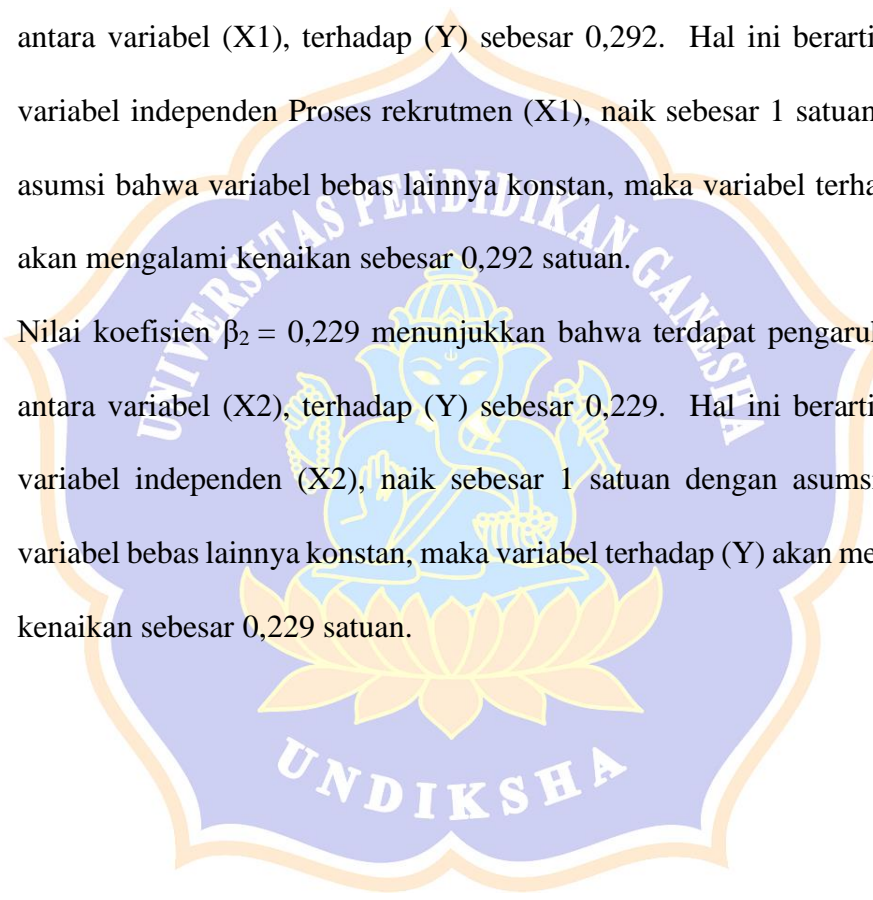 antara variabel (X1), terhadap (Y) sebesar 0,292. Hal ini berarti
variabel independen Proses rekrutmen (X1), naik sebesar 1 satuan
asumsi bahwa variabel bebas lainnya konstan, maka variabel terha
akan mengalami kenaikan sebesar 0,292 satuan.
Nilai koefisien β₂ = 0,229 menunjukkan bahwa terdapat pengaruh
antara variabel (X2), terhadap (Y) sebesar 0,229. Hal ini berarti
variabel independen (X2), naik sebesar 1 satuan dengan asumsi
variabel bebas lainnya konstan, maka variabel terhadap (Y) akan me
kenaikan sebesar 0,229 satuan.
UNIVERSITAS PENDIDIKAN GANESHA
UNDIKSHA